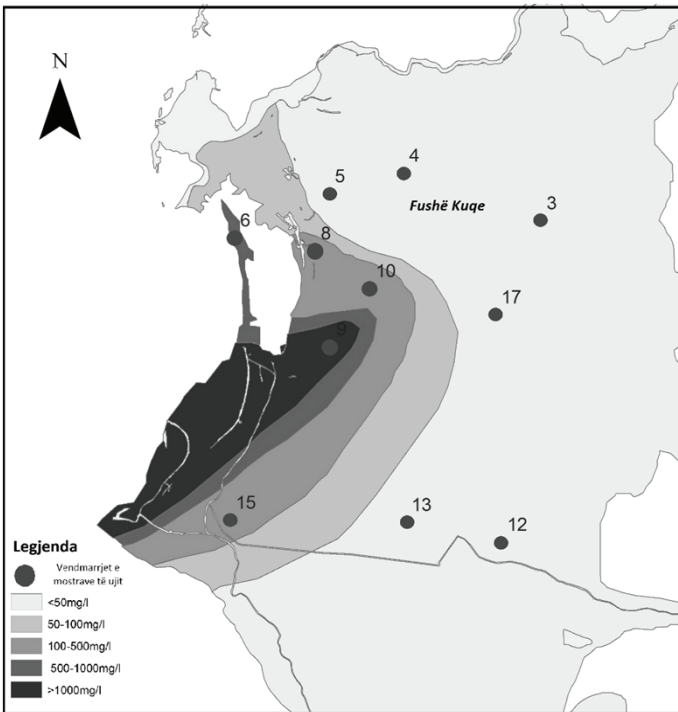 N
4
5
Fushë Kuqe
3
6
8
10
17
9
15
13
12
Legjenda
Vendmarrjet e
mostrave të ujit
<50mg/l
50-100mg/l
100-500mg/l
500-1000mg/l
>1000mg/l